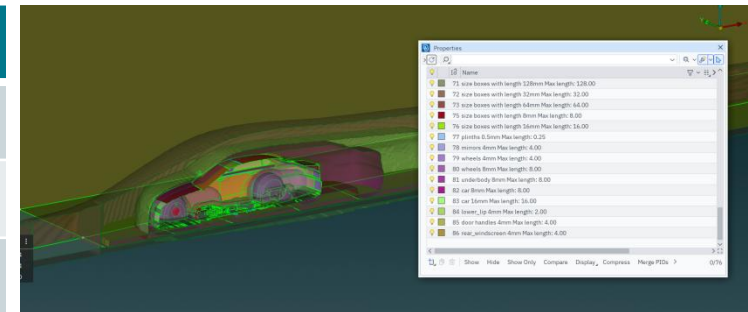 Properties
Name
71 size boxes with length 128mm Max length: 128.00
72 size boxes with length 32mm Max length: 32.00
73 size boxes with length 64mm Max length: 64.00
75 size boxes with length 8mm Max length: 8.00
76 size boxes with length 16mm Max length: 16.00
77 plinths 0.5mm Max length: 0.25
78 mirrors 4mm Max length: 4.00
79 wheels 4mm Max length: 4.00
80 wheels 8mm Max length: 8.00
81 underbody 8mm Max length: 8.00
82 car 8mm Max length: 8.00
83 car 16mm Max length: 16.00
84 lower_lip 4mm Max length: 2.00
85 door handles 4mm Max length: 4.00
86 rear_windscreen 4mm Max length: 4.00
Show Hide Show Only Compare Display Compress Merge PIDs > 0/76